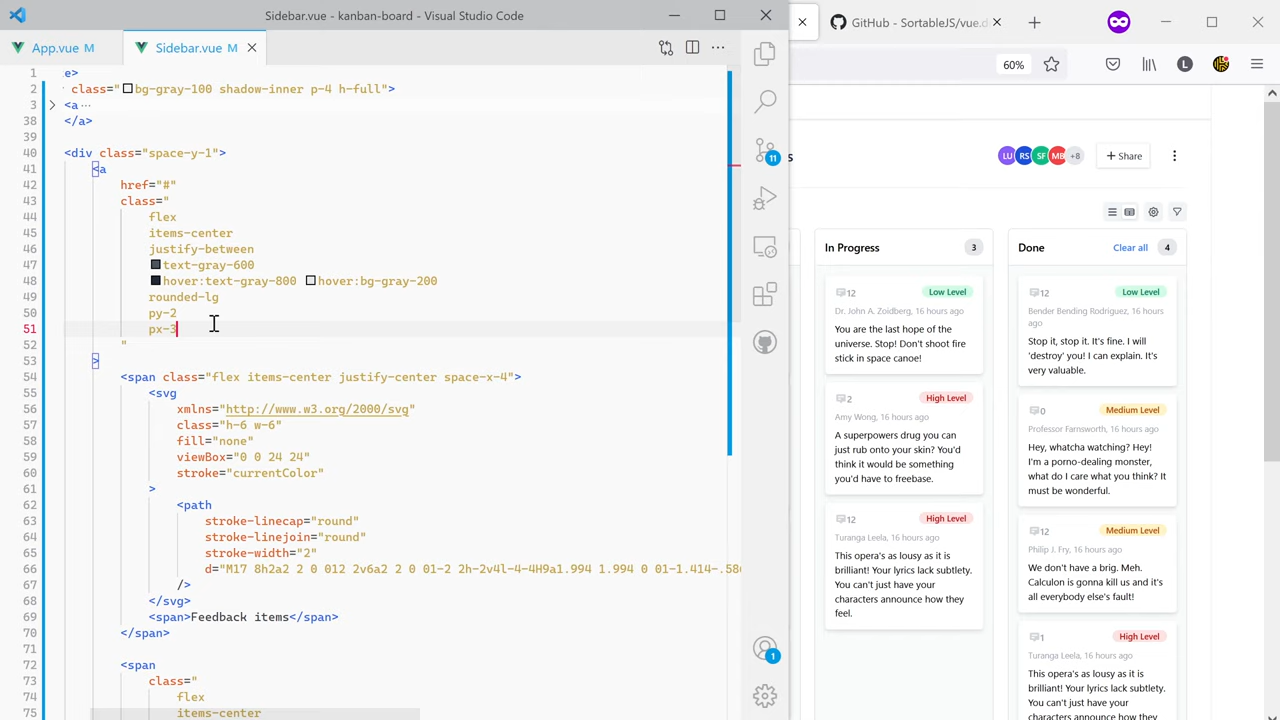 Sidebar.vue - kanban-board - Visual Studio Code
GitHub - SortableJS/vue.d
App.vue M
Sidebar.vue M
60%
1 e>
2 class="bg-gray-100 shadow-inner p-4 h-full">
3 <a ...
38 </a>
39
40 <div class="space-y-1">
41 <a
42 href="#"
43 class="
44 flex
45 items-center
46 justify-between
47 text-gray-600
48 hover:text-gray-800 hover:bg-gray-200
49 rounded-lg
50 py-2
51 px-3
52 "
53 >
54 <span class="flex items-center justify-center space-x-4">
55 <svg
56 xmlns="http://www.w3.org/2000/svg"
57 class="h-6 w-6"
58 fill="none"
59 viewBox="0 0 24 24"
60 stroke="currentColor"
61 >
62 <path
63 stroke-linecap="round"
64 stroke-linejoin="round"
65 stroke-width="2"
66 d="M17 8h2a2 2 0 012 2v6a2 2 0 01-2 2h-2v4l-4-4H9a1.994 1.994 0 01-1.414-.586
67 />
68 </svg>
69 <span>Feedback items</span>
70 </span>
71
72 <span
73 class="
74 flex
items-center
11
1
L
s
LU RS SF MB +8
+ Share
In Progress 3
12 Low Level
Dr. John A. Zoidberg, 16 hours ago
You are the last hope of the
universe. Stop! Don't shoot fire
stick in space canoe!
2 High Level
Amy Wong, 16 hours ago
A superpowers drug you can
just rub onto your skin? You'd
think it would be something
you'd have to freebase.
12 High Level
Turanga Leela, 16 hours ago
This opera's as lousy as it is
brilliant! Your lyrics lack subtlety.
You can't just have your
characters announce how they
feel.
Done Clear all 4
12 Low Level
Bender Bending Rodriguez, 16 hours
ago
Stop it, stop it. It's fine. I will
'destroy' you! I can explain. It's
very valuable.
0 Medium Level
Professor Farnsworth, 16 hours ago
Hey, whatcha watching? Hey!
I'm a porno-dealing monster,
what do I care what you think? It
must be wonderful.
12 Medium Level
Philip J. Fry, 16 hours ago
We don't have a brig. Meh.
Calculon is gonna kill us and it's
all everybody else's fault!
1 High Level
Turanga Leela, 16 hours ago
This opera's as lousy as it is
brilliant! Your lyrics lack subtlety.
You can't just have your
characters announce how they